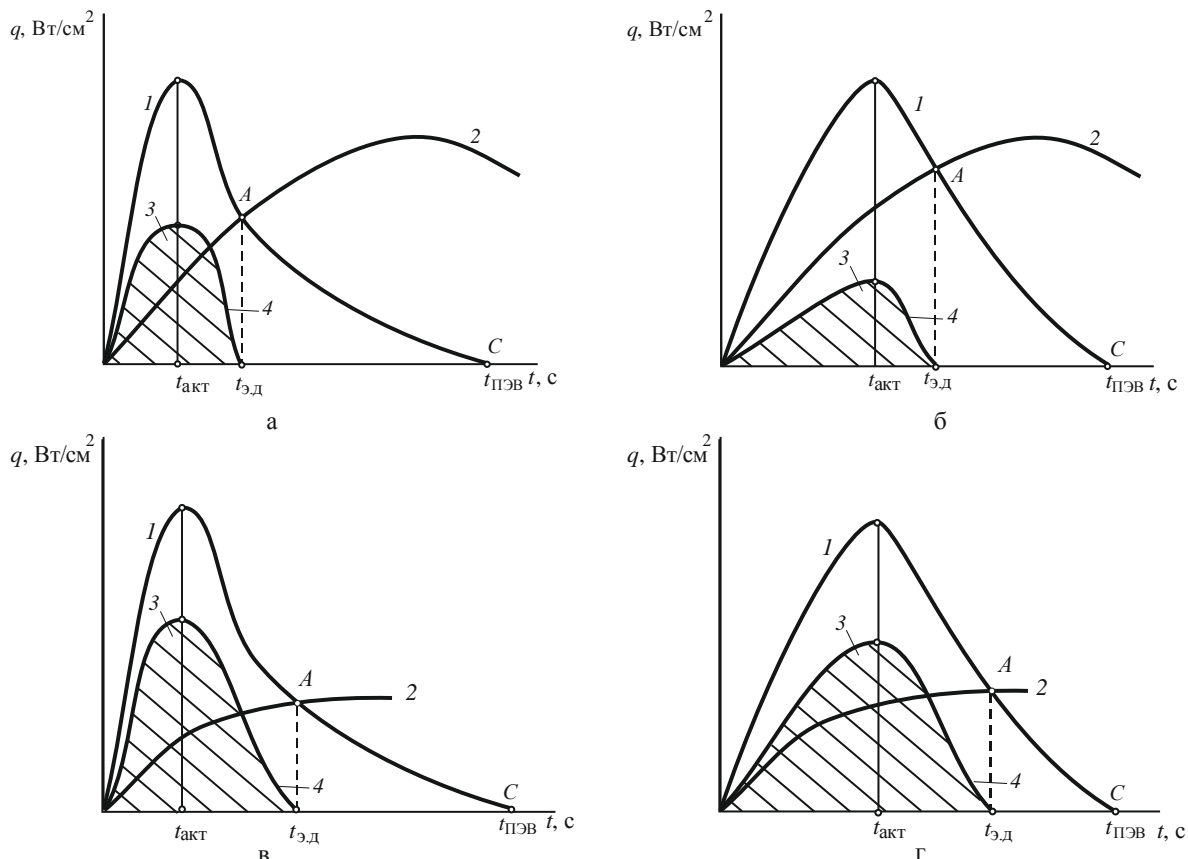 q, Вт/см²
1
2
A
3
4
C
tакт
tэ.д
tПЭВ t, с
а
q, Вт/см²
1
2
A
3
4
C
tакт
tэ.д
tПЭВ t, с
б
q, Вт/см²
1
3
A
2
4
C
tакт
tэ.д
tПЭВ t, с
в
q, Вт/см²
1
3
A
2
4
C
tакт
tэ.д
tПЭВ t, с
г